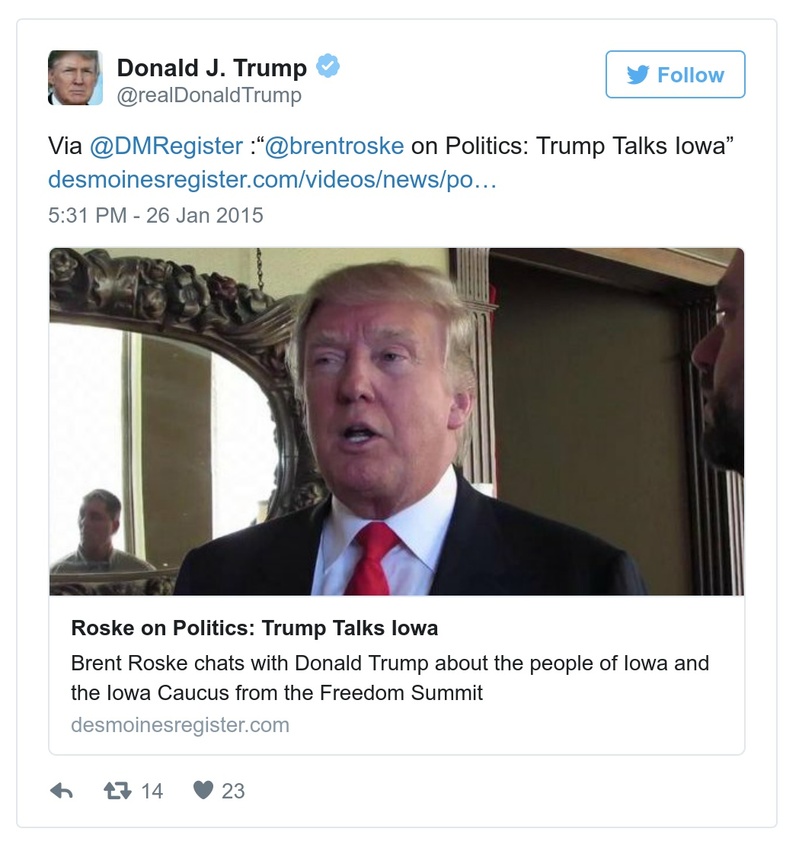 Donald J. Trump
@realDonaldTrump
Follow
Via @DMRegister :“@brentroske on Politics: Trump Talks Iowa”
desmoinesregister.com/videos/news/po…
5:31 PM - 26 Jan 2015
Roske on Politics: Trump Talks Iowa
Brent Roske chats with Donald Trump about the people of Iowa and
the Iowa Caucus from the Freedom Summit
desmoinesregister.com
14
23